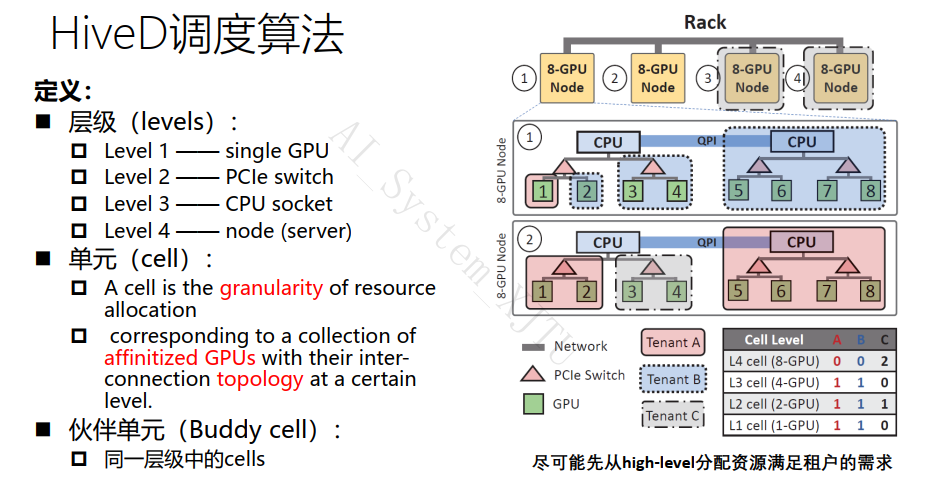 HiveD调度算法
定义：
层级（levels）:
Level 1 —— single GPU
Level 2 —— PCIe switch
Level 3 —— CPU socket
Level 4 —— node (server)
单元（cell）:
A cell is the granularity of resource
allocation
corresponding to a collection of
affinitized GPUs with their inter-
connection topology at a certain
level.
伙伴单元（Buddy cell）:
同一层级中的cells
AI_System_XJTU
Rack
1 8-GPU Node
2 8-GPU Node
3 8-GPU Node
4 8-GPU Node
8-GPU Node
1
CPU QPI CPU
1 2 3 4 5 6 7 8
8-GPU Node
2
CPU QPI CPU
1 2 3 4 5 6 7 8
Network
PCIe Switch
GPU
Tenant A
Tenant B
Tenant C
Cell Level A B C
L4 cell (8-GPU) 0 0 2
L3 cell (4-GPU) 1 1 0
L2 cell (2-GPU) 1 1 1
L1 cell (1-GPU) 1 1 0
尽可能先从high-level分配资源满足租户的需求